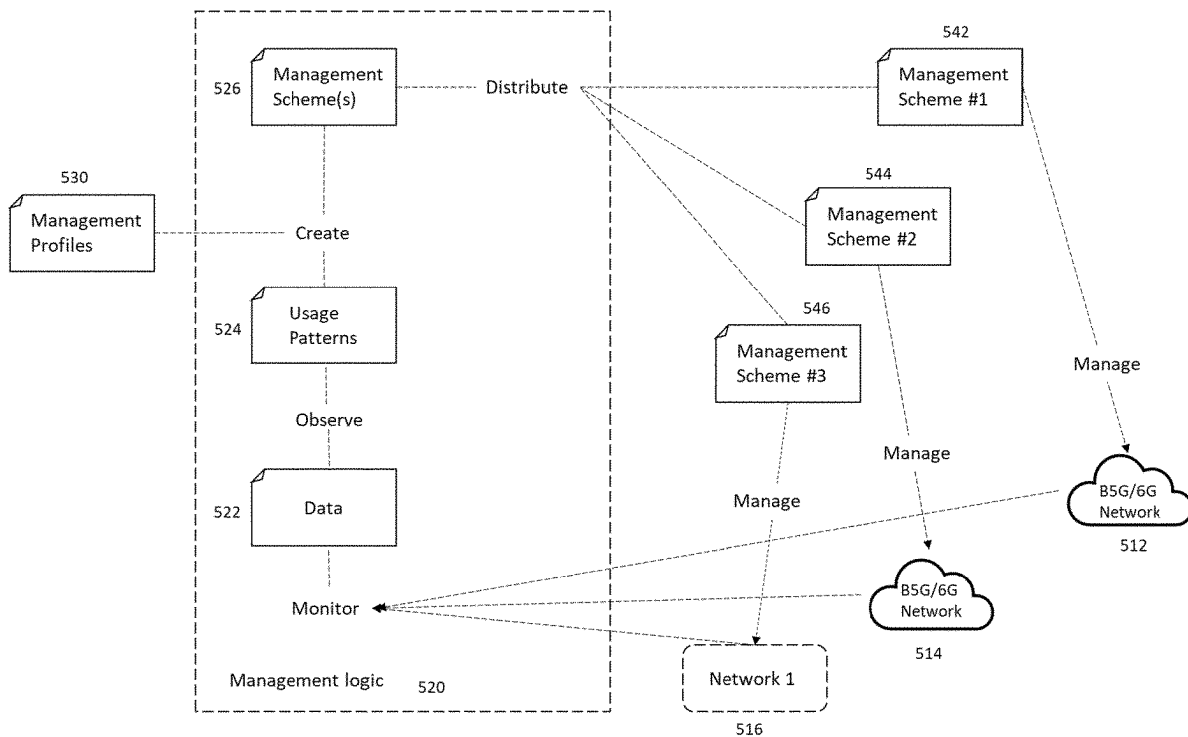 542
526
Management
Scheme(s)
Distribute
Management
Scheme #1
530
544
Management
Profiles
Create
Management
Scheme #2
524
Usage
Patterns
546
Management
Scheme #3
Manage
Observe
Manage
522
Data
Manage
B5G/6G
Network
512
Monitor
B5G/6G
Network
514
Management logic
520
Network 1
516